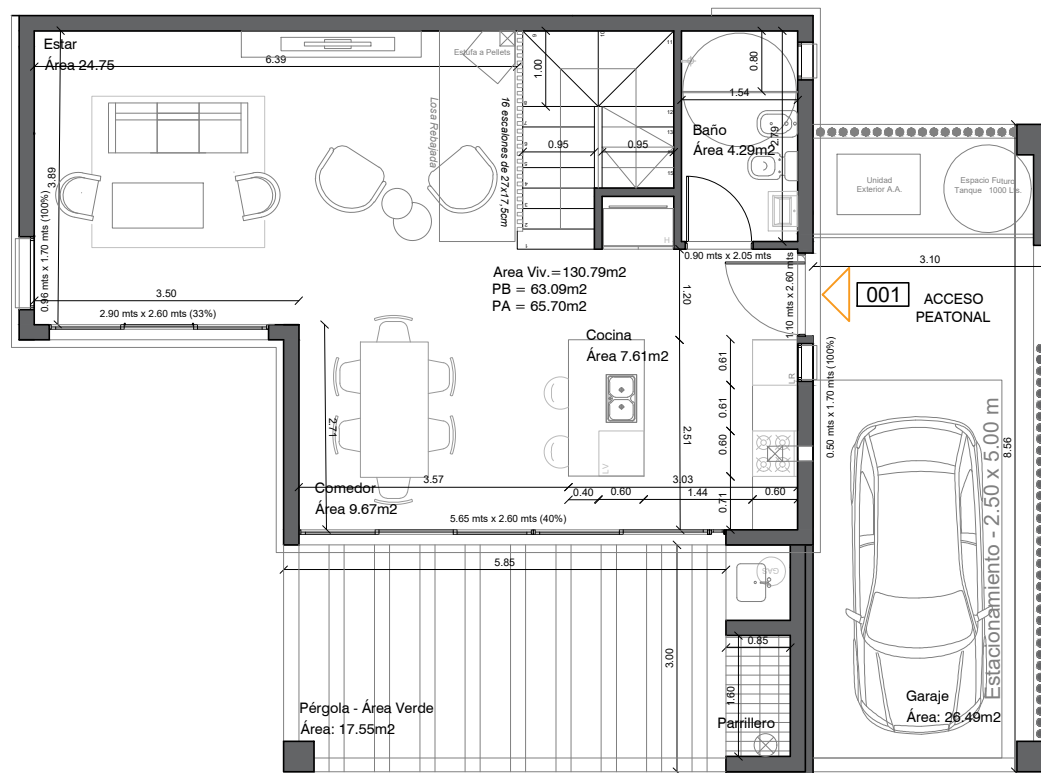 Estar
Área 24.75
6.39
Estufa a Pellets
Losa Rebajada
16 escalones de 27x17,5cm
1.00
0.95
0.95
0.80
1.54
2.79
Baño
Área 4.29m2
3.89
0.96 mts x 1.70 mts (100%)
3.50
2.90 mts x 2.60 mts (33%)
Area Viv.=130.79m2
PB = 63.09m2
PA = 65.70m2
H
0.90 mts x 2.05 mts
1.10 mts x 2.60 mts
1.20
Unidad
Exterior A.A.
Espacio Futuro
Tanque 1000 Lts.
3.10
001
ACCESO
PEATONAL
Cocina
Área 7.61m2
LR
0.61
0.61
0.60
0.71
2.51
0.50 mts x 1.70 mts (100%)
2.71
LV
Comedor
Área 9.67m2
3.57
3.03
0.40
0.60
1.44
0.60
5.65 mts x 2.60 mts (40%)
5.85
GAS
3.00
0.85
1.60
Parrillero
Pérgola - Área Verde
Área: 17.55m2
Estacionamiento - 2.50 x 5.00 m
8.56
Garaje
Área: 26.49m2